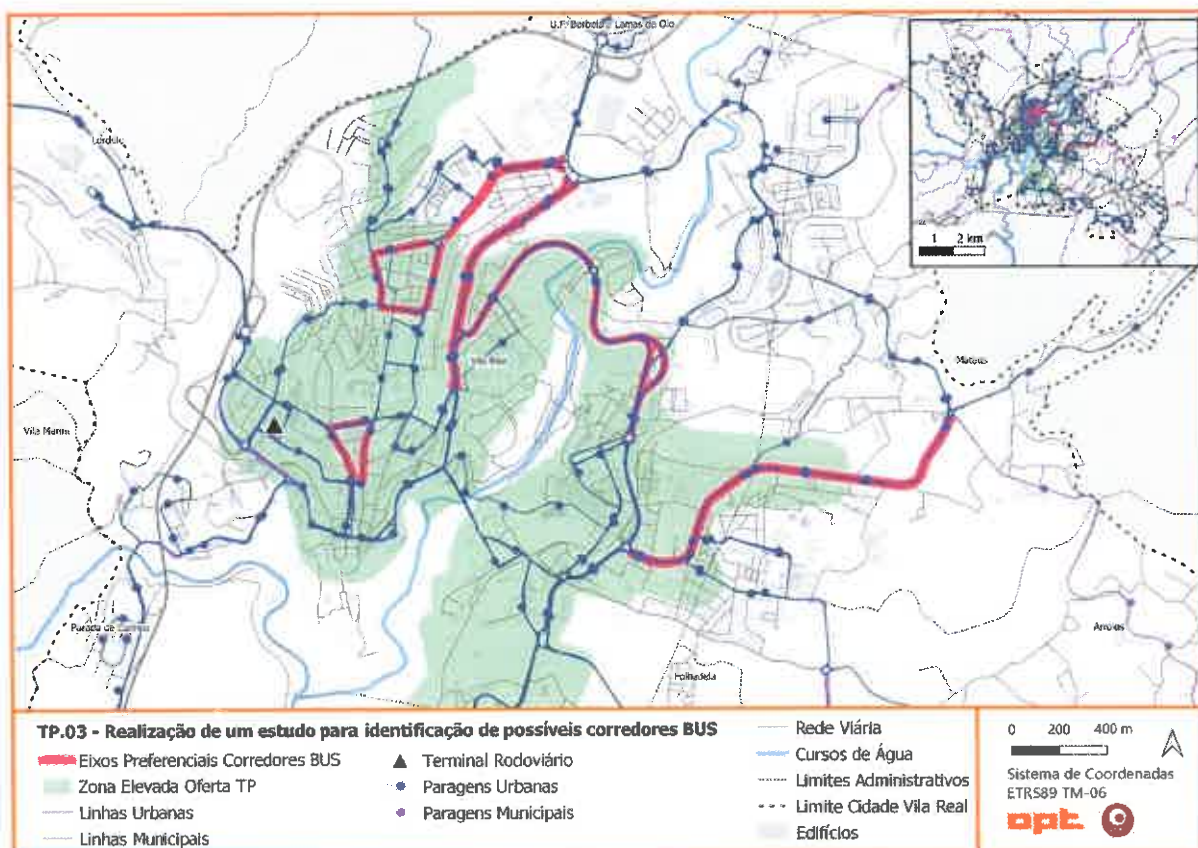 U.F. Borbela e Lamas de Olo
Lordelo
1 2 km
Mateus
Vila Real
Vila Marim
Parada de Cunhos
Arroios
Folhadela
TP.03 - Realização de um estudo para identificação de possíveis corredores BUS
Eixos Preferenciais Corredores BUS
Zona Elevada Oferta TP
Linhas Urbanas
Linhas Municipais
Terminal Rodoviário
Paragens Urbanas
Paragens Municipais
Rede Viária
Cursos de Água
Limites Administrativos
Limite Cidade Vila Real
Edifícios
0 200 400 m
Sistema de Coordenadas
ETRS89 TM-06
opt